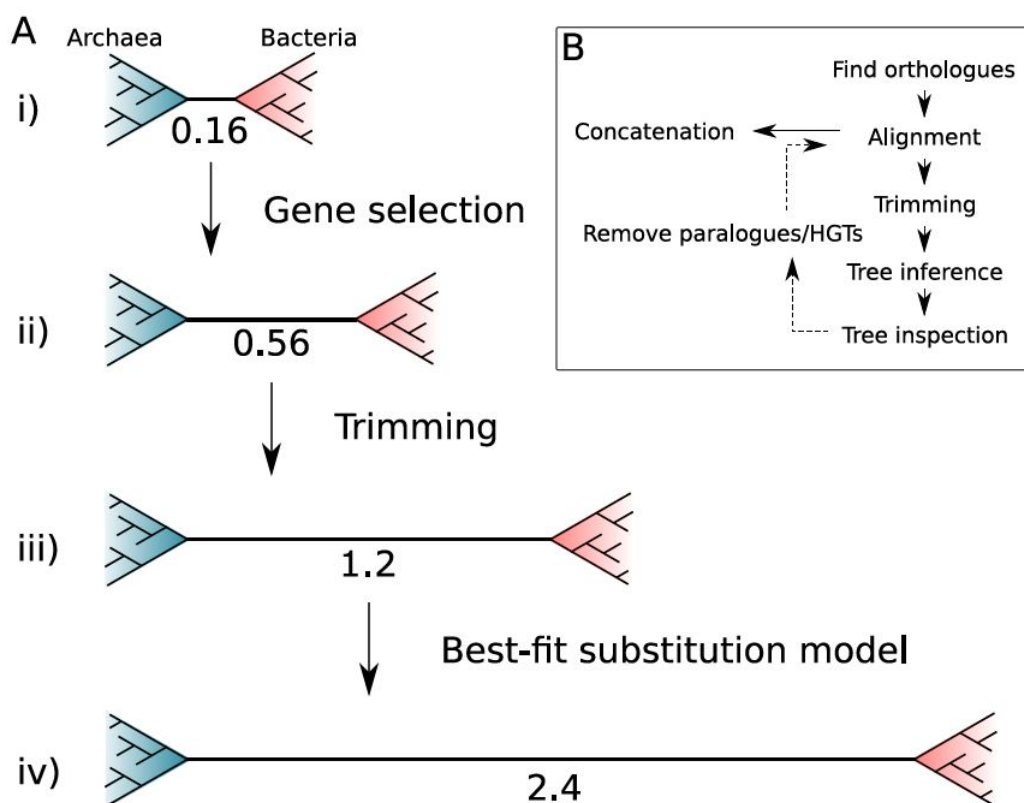 A
Archaea
Bacteria
i)
0.16
Gene selection
ii)
0.56
Trimming
iii)
1.2
Best-fit substitution model
iv)
2.4
B
Find orthologues
Concatenation
Alignment
Trimming
Remove paralogues/HGTs
Tree inference
Tree inspection